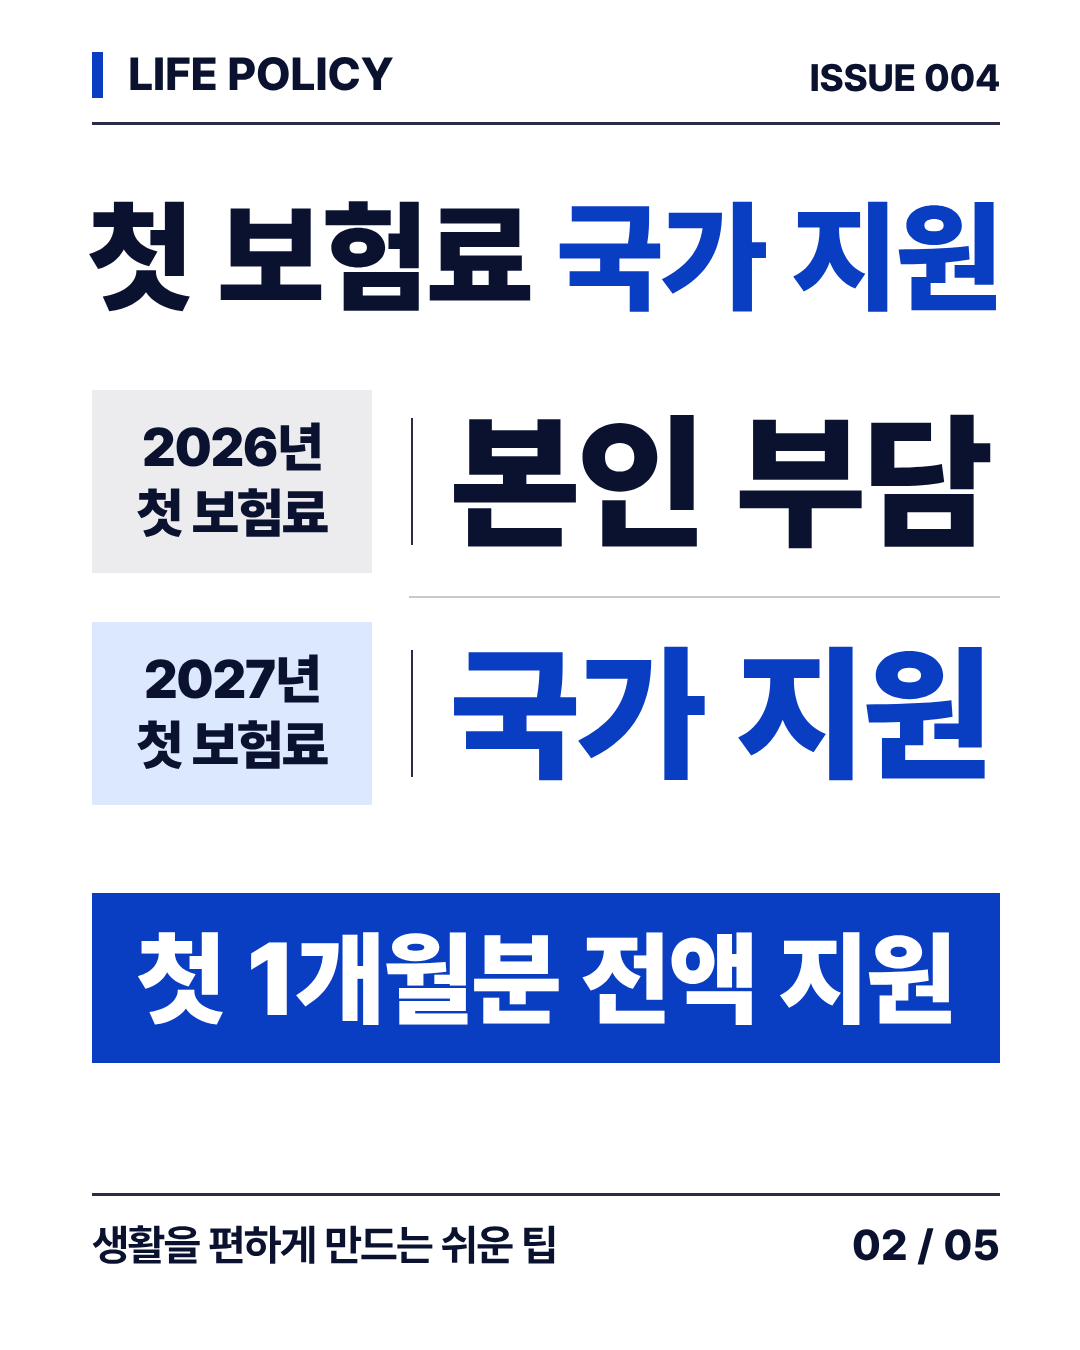 LIFE POLICY
ISSUE 004
첫 보험료 국가 지원
2026년
첫 보험료
본인 부담
2027년
첫 보험료
국가 지원
첫 1개월분 전액 지원
생활을 편하게 만드는 쉬운 팁
02 / 05